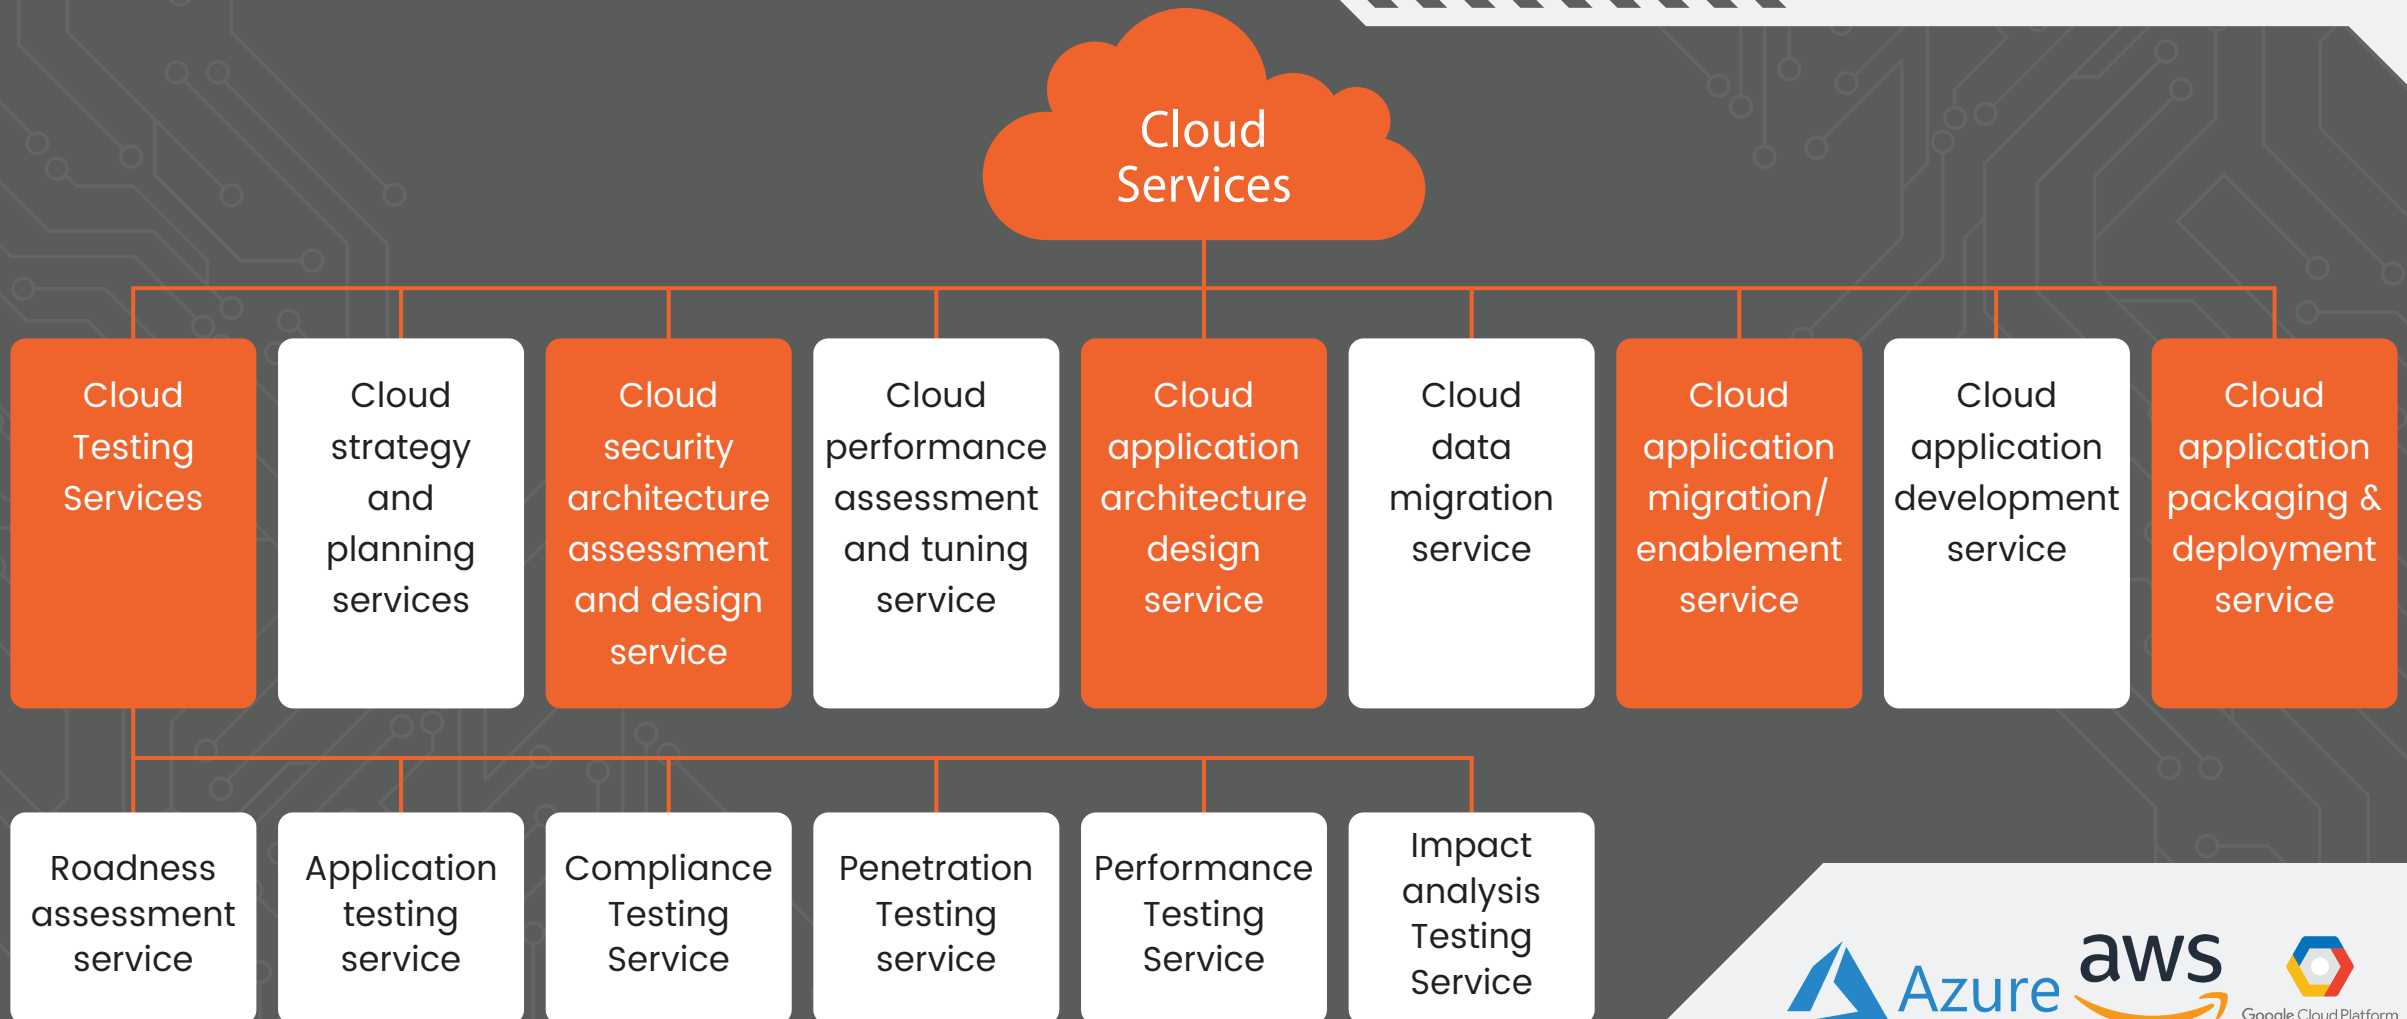 Cloud
Services
Cloud
Testing
Services
Cloud
strategy
and
planning
services
Cloud
security
architecture
assessment
and design
service
Cloud
performance
assessment
and tuning
service
Cloud
application
architecture
design
service
Cloud
data
migration
service
Cloud
application
migration/
enablement
service
Cloud
application
development
service
Cloud
application
packaging &
deployment
service
Roadness
assessment
service
Application
testing
service
Compliance
Testing
Service
Penetration
Testing
service
Performance
Testing
Service
Impact
analysis
Testing
Service
Azure
aws
Google Cloud Platform